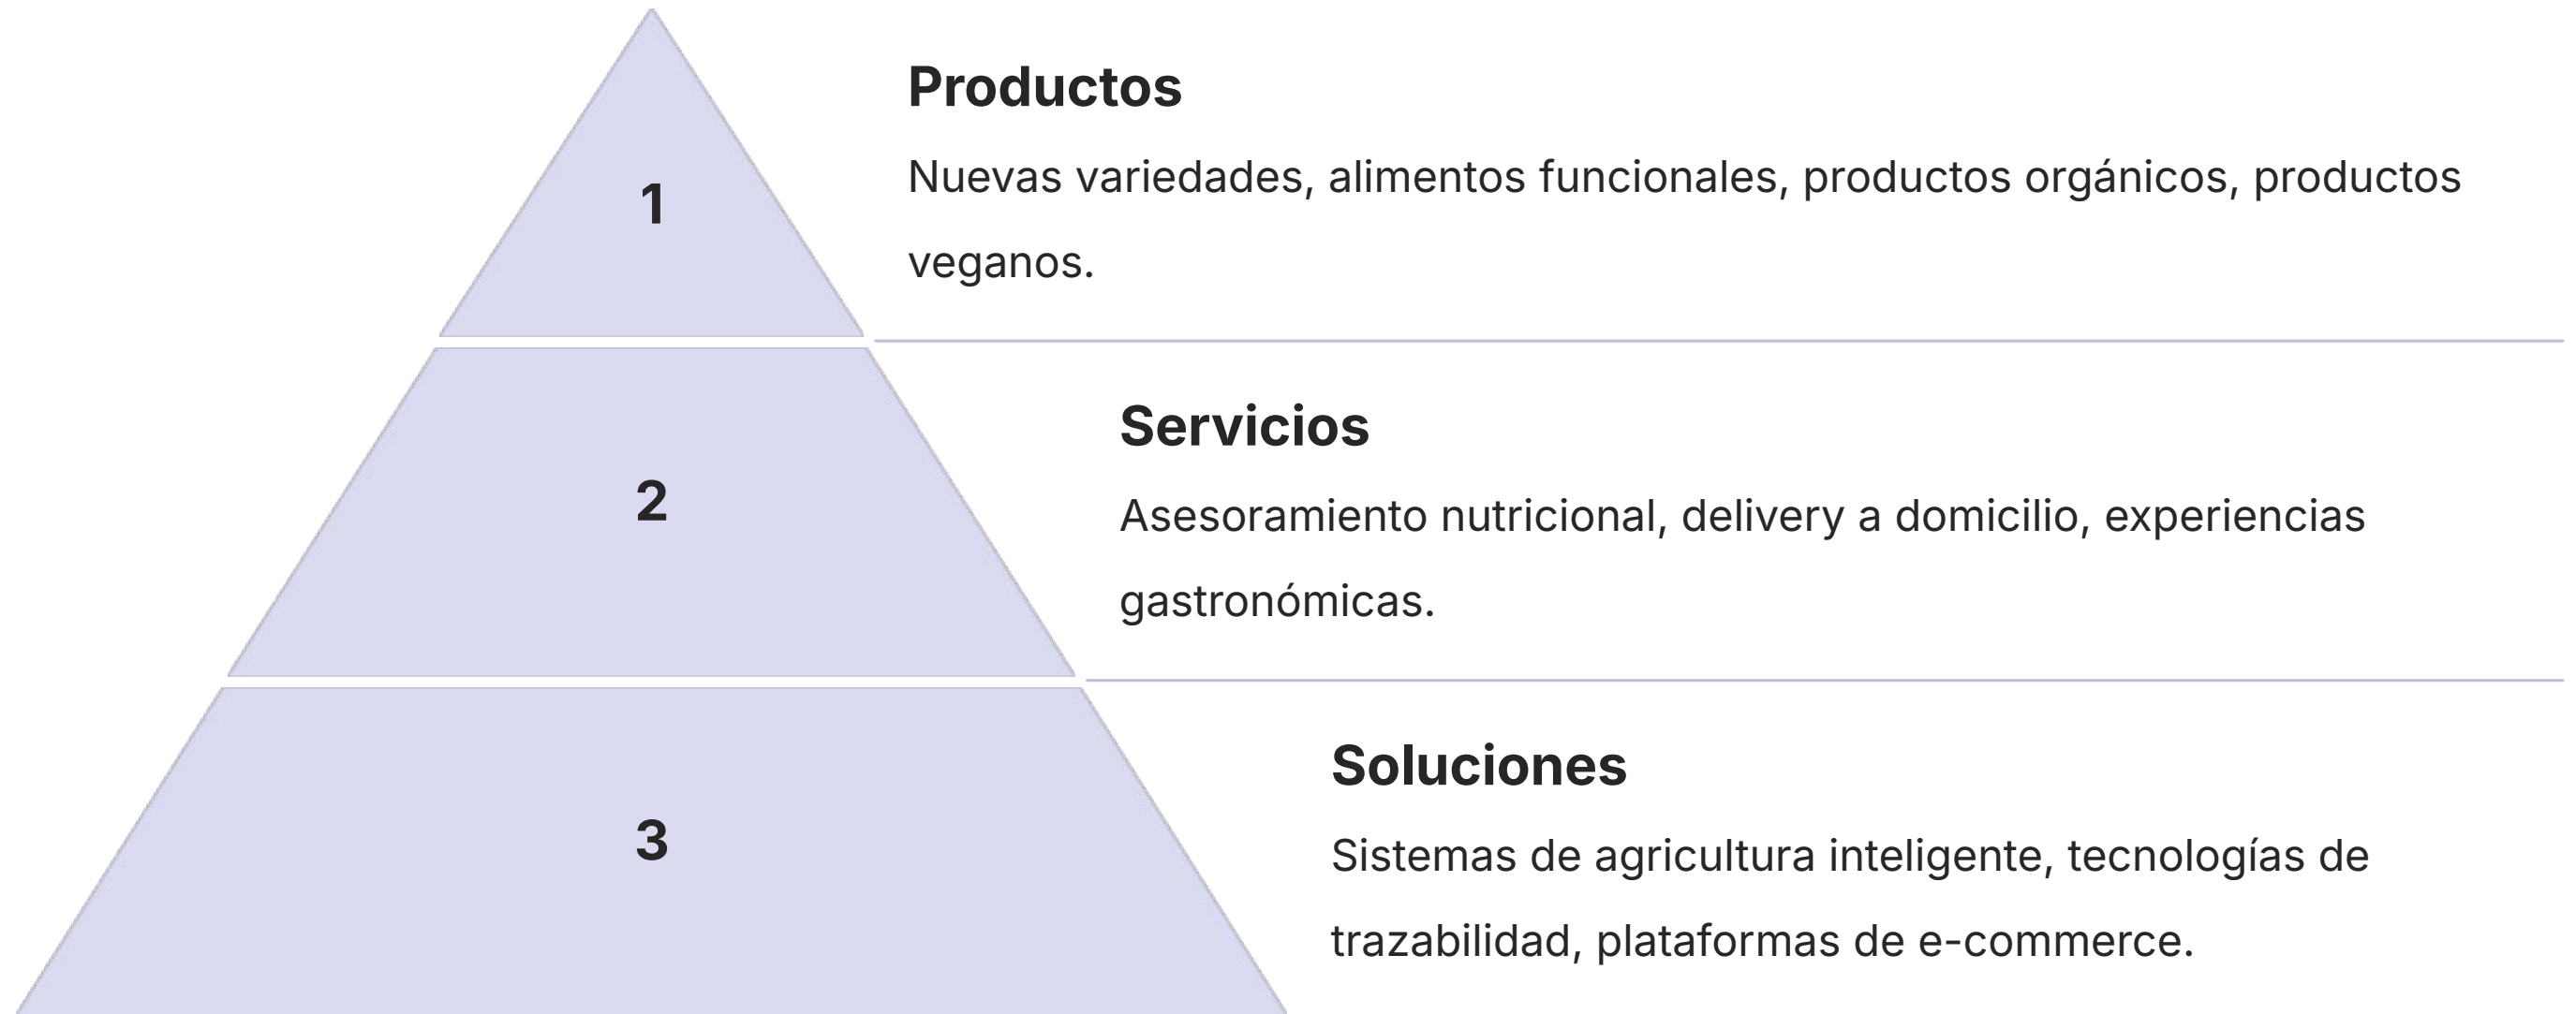 1
Productos
Nuevas variedades, alimentos funcionales, productos orgánicos, productos
veganos.
2
Servicios
Asesoramiento nutricional, delivery a domicilio, experiencias
gastronómicas.
3
Soluciones
Sistemas de agricultura inteligente, tecnologías de
trazabilidad, plataformas de e-commerce.